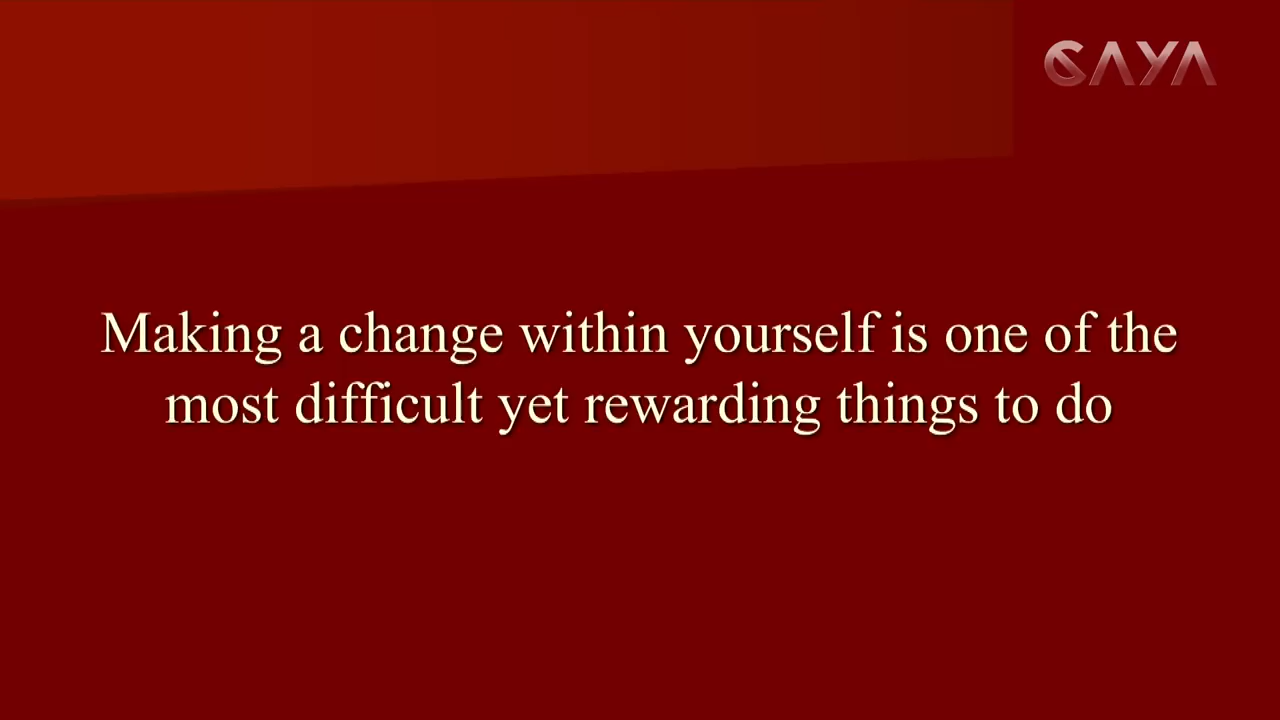 GAYA
Making a change within yourself is one of the
most difficult yet rewarding things to do